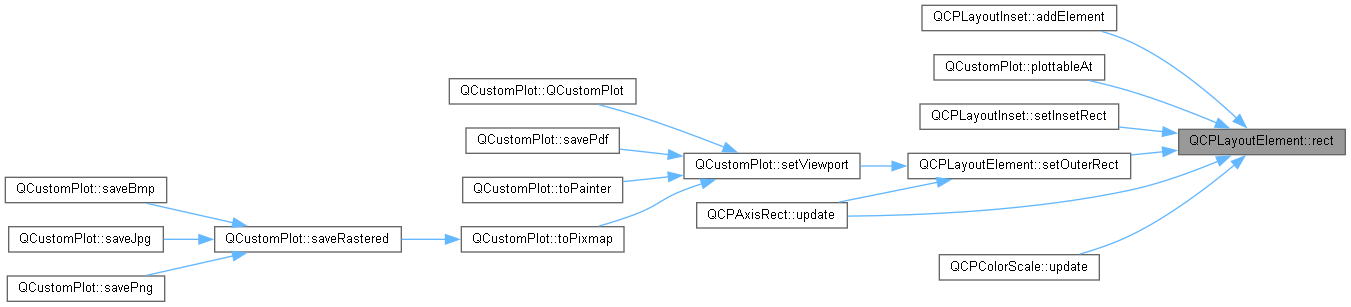 QCPLayoutInset::addElement
QCustomPlot::plottableAt
QCustomPlot::QCustomPlot
QCPLayoutInset::setInsetRect
QCustomPlot::savePdf
QCPLayoutElement::rect
QCustomPlot::setViewport
QCPLayoutElement::setOuterRect
QCustomPlot::saveBmp
QCustomPlot::toPainter
QCPAxisRect::update
QCustomPlot::saveJpg
QCustomPlot::saveRastered
QCustomPlot::toPixmap
QCPColorScale::update
QCustomPlot::savePng